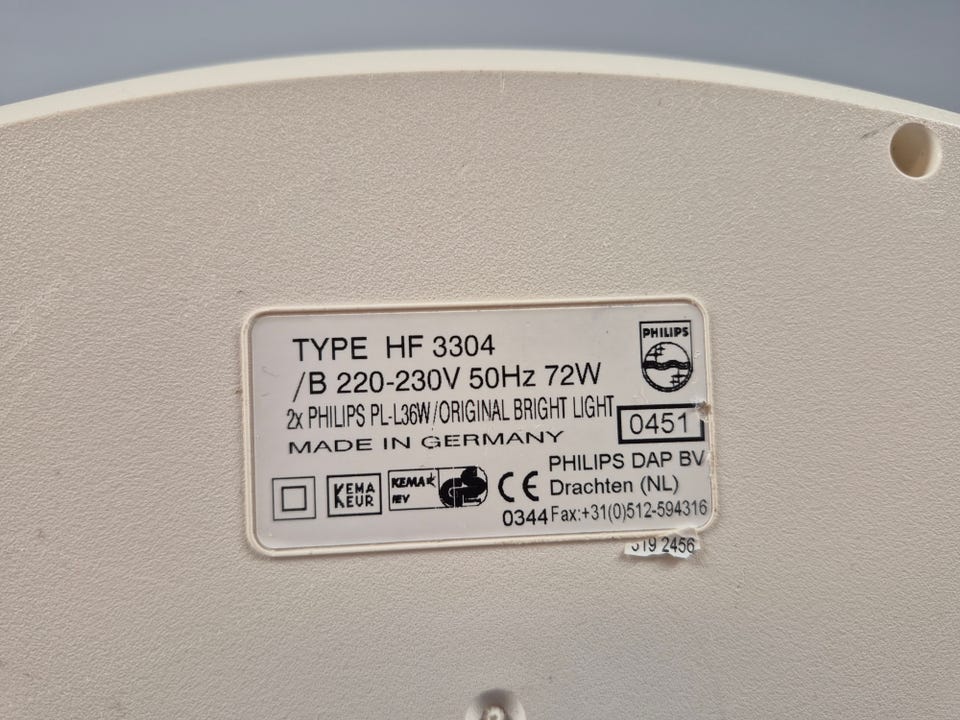 TYPE HF 3304
PHILIPS
/B 220-230V 50Hz 72W
2x PHILIPS PL-L36W/ORIGINAL BRIGHT LIGHT
0451
MADE IN GERMANY
PHILIPS DAP BV
KEMA
KEUR
KEMA
GS
CE
Drachten (NL)
0344 Fax:+31(0)512-594316
2456